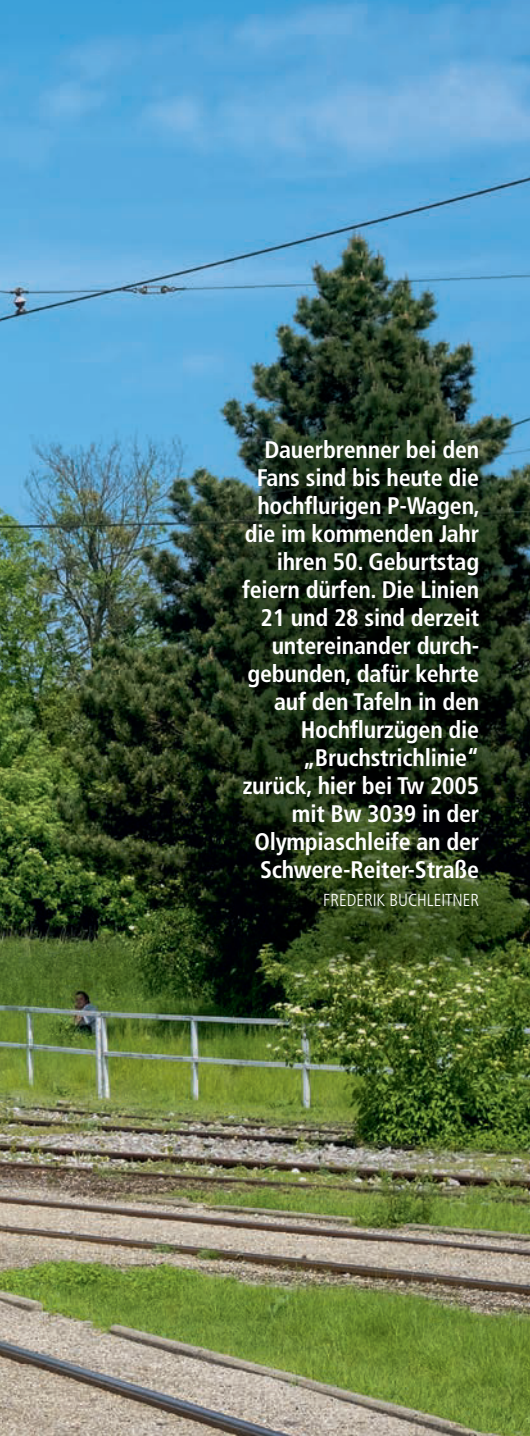 Dauerbrenner bei den
Fans sind bis heute die
hochflurigen P-Wagen,
die im kommenden Jahr
ihren 50. Geburtstag
feiern dürfen. Die Linien
21 und 28 sind derzeit
untereinander durch-
gebunden, dafür kehrte
auf den Tafeln in den
Hochflurzügen die
„Bruchstrichlinie“
zurück, hier bei Tw 2005
mit Bw 3039 in der
Olympiaschleife an der
Schwere-Reiter-Straße
FREDERIK BUCHLEITNER